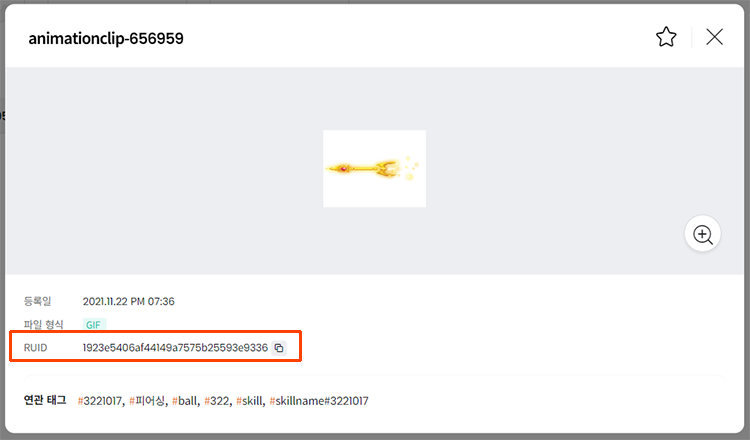 animationclip-656959
등록일 2021.11.22 PM 07:36
파일 형식 GIF
RUID 1923e5406af44149a7575b25593e9336
연관 태그 #3221017, #피어싱, #ball, #322, #skill, #skillname#3221017